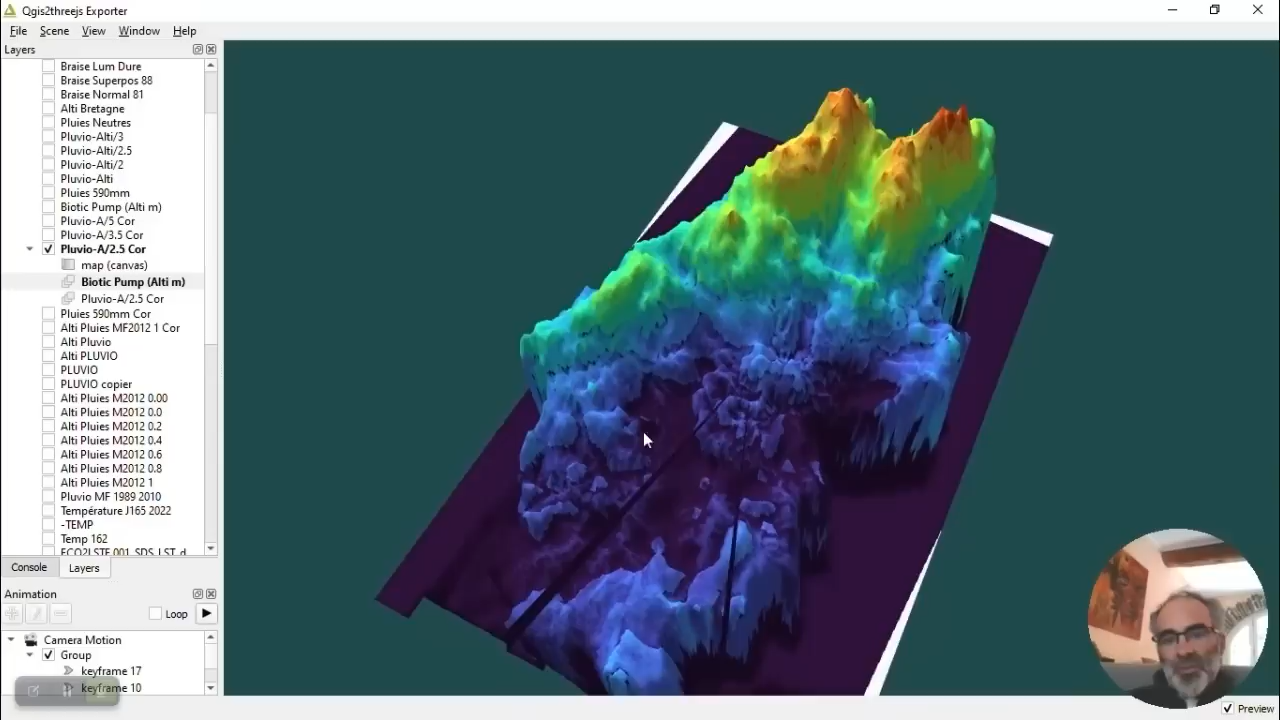 Qgis2threejs Exporter
File Scene View Window Help
Layers
Braise Lum Dure
Braise Superpos 88
Braise Normal 81
Alti Bretagne
Pluies Neutres
Pluvio-Alti/3
Pluvio-Alti/2.5
Pluvio-Alti/2
Pluvio-Alti
Pluies 590mm
Biotic Pump (Alti m)
Pluvio-A/5 Cor
Pluvio-A/3.5 Cor
Pluvio-A/2.5 Cor
map (canvas)
Biotic Pump (Alti m)
Pluvio-A/2.5 Cor
Pluies 590mm Cor
Alti Pluies MF2012 1 Cor
Alti Pluvio
Alti PLUVIO
PLUVIO
PLUVIO copier
Alti Pluies M2012 0.00
Alti Pluies M2012 0.0
Alti Pluies M2012 0.2
Alti Pluies M2012 0.4
Alti Pluies M2012 0.6
Alti Pluies M2012 0.8
Alti Pluies M2012 1
Pluvio MF 1989 2010
Température J165 2022
-TEMP
Temp 162
Console Layers
Animation
Loop
Camera Motion
Group
keyframe 17
keyframe 10
Preview